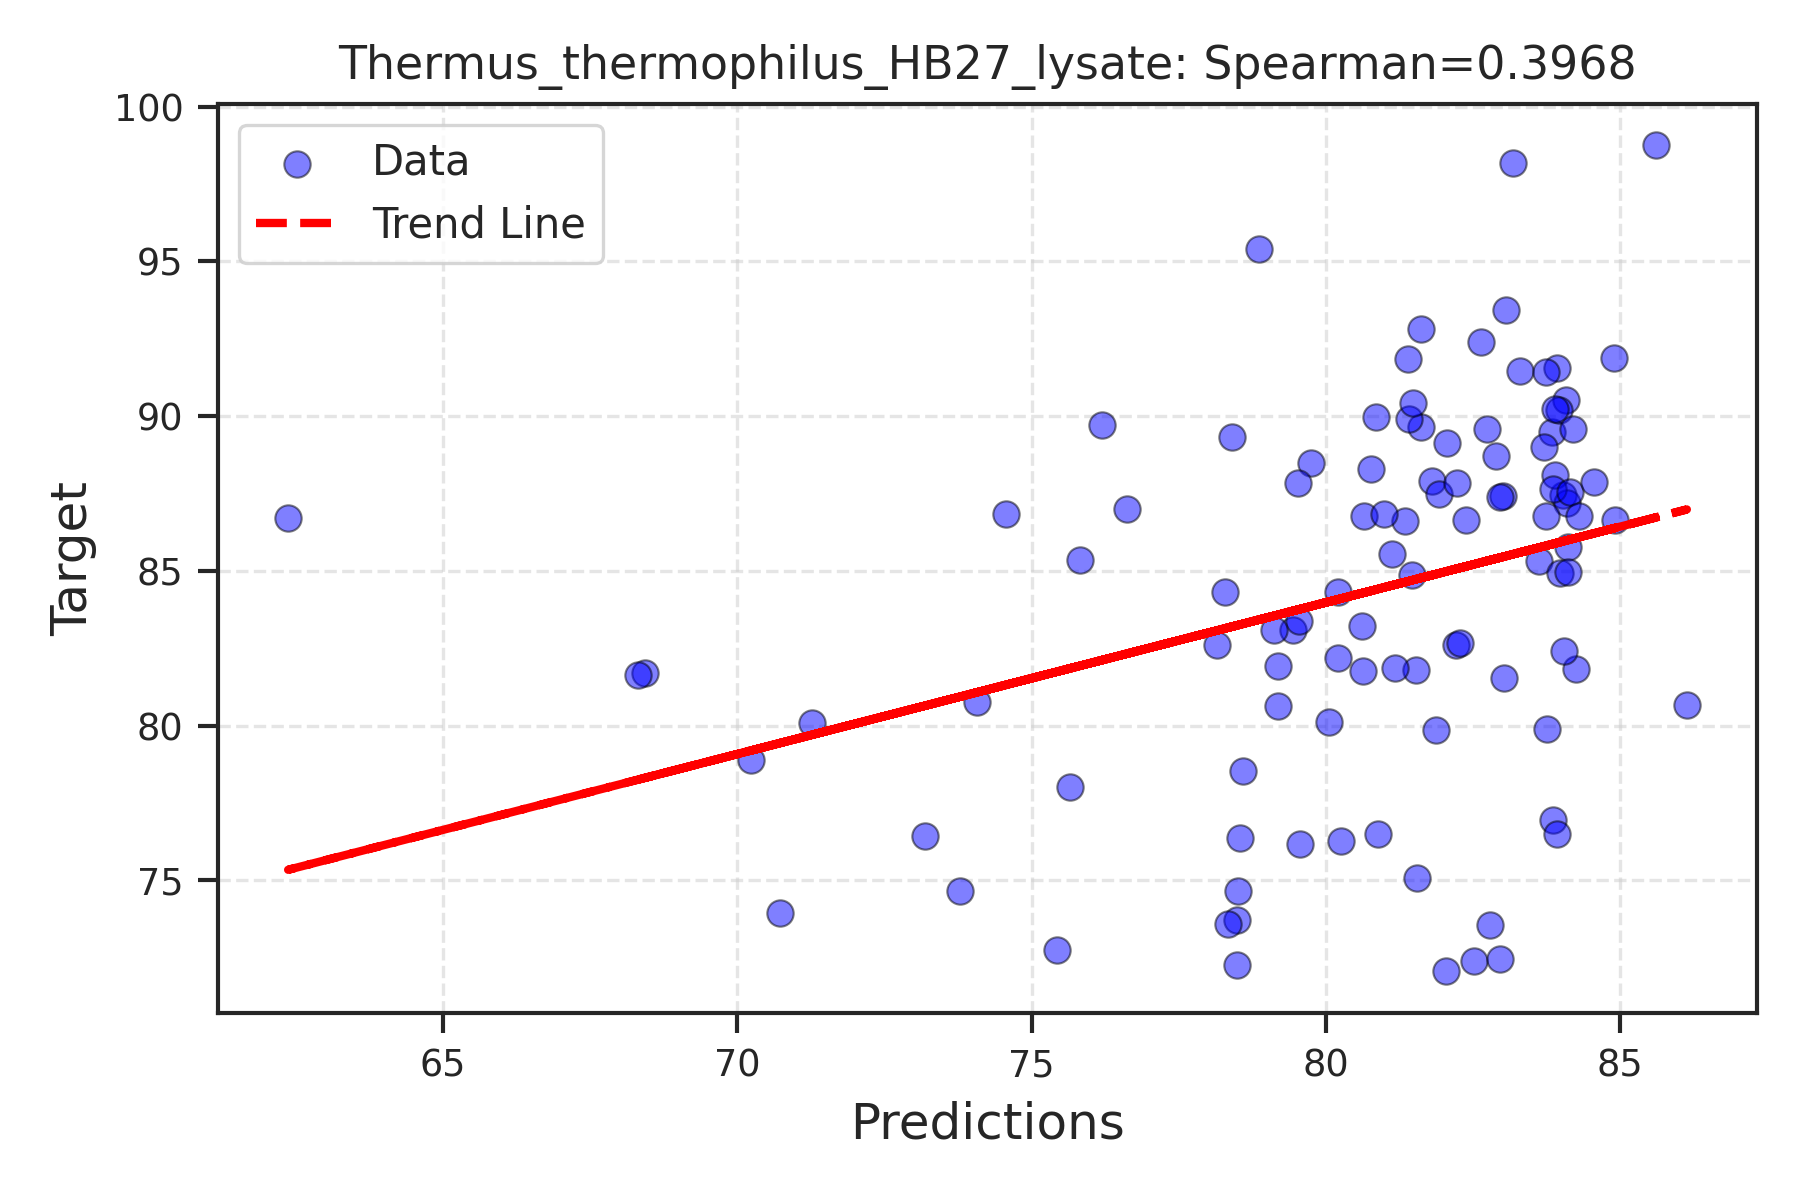 Thermus_thermophilus_HB27_lysate: Spearman=0.3968
Data
Trend Line
100
95
90
85
80
75
Target
65
70
75
80
85
Predictions